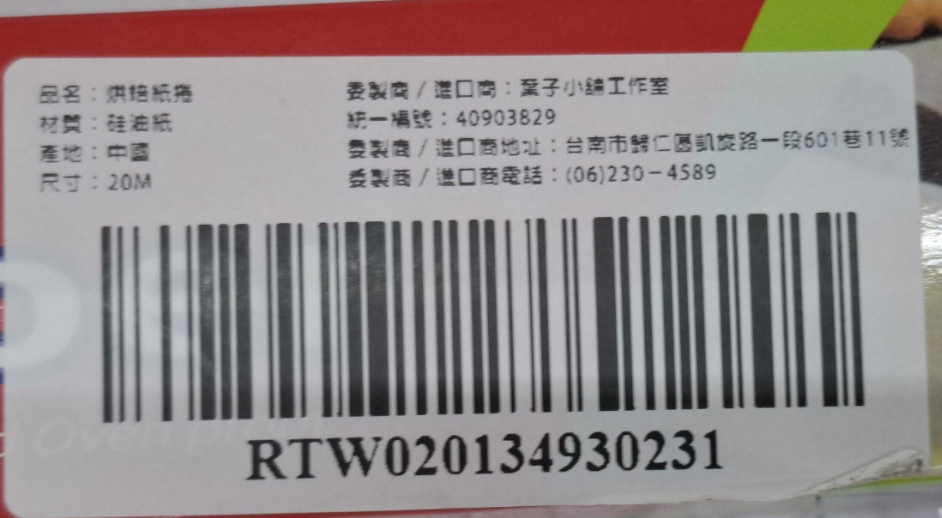 品名：烘焙紙捲
材質：硅油紙
產地：中國
尺寸：20M
委製商 / 進口商：葉子小舖工作室
統一編號：40903829
委製商 / 進口商地址：台南市歸仁區凱旋路一段601巷11號
委製商 / 進口商電話：(06)230-4589
Oven
RTW020134930231